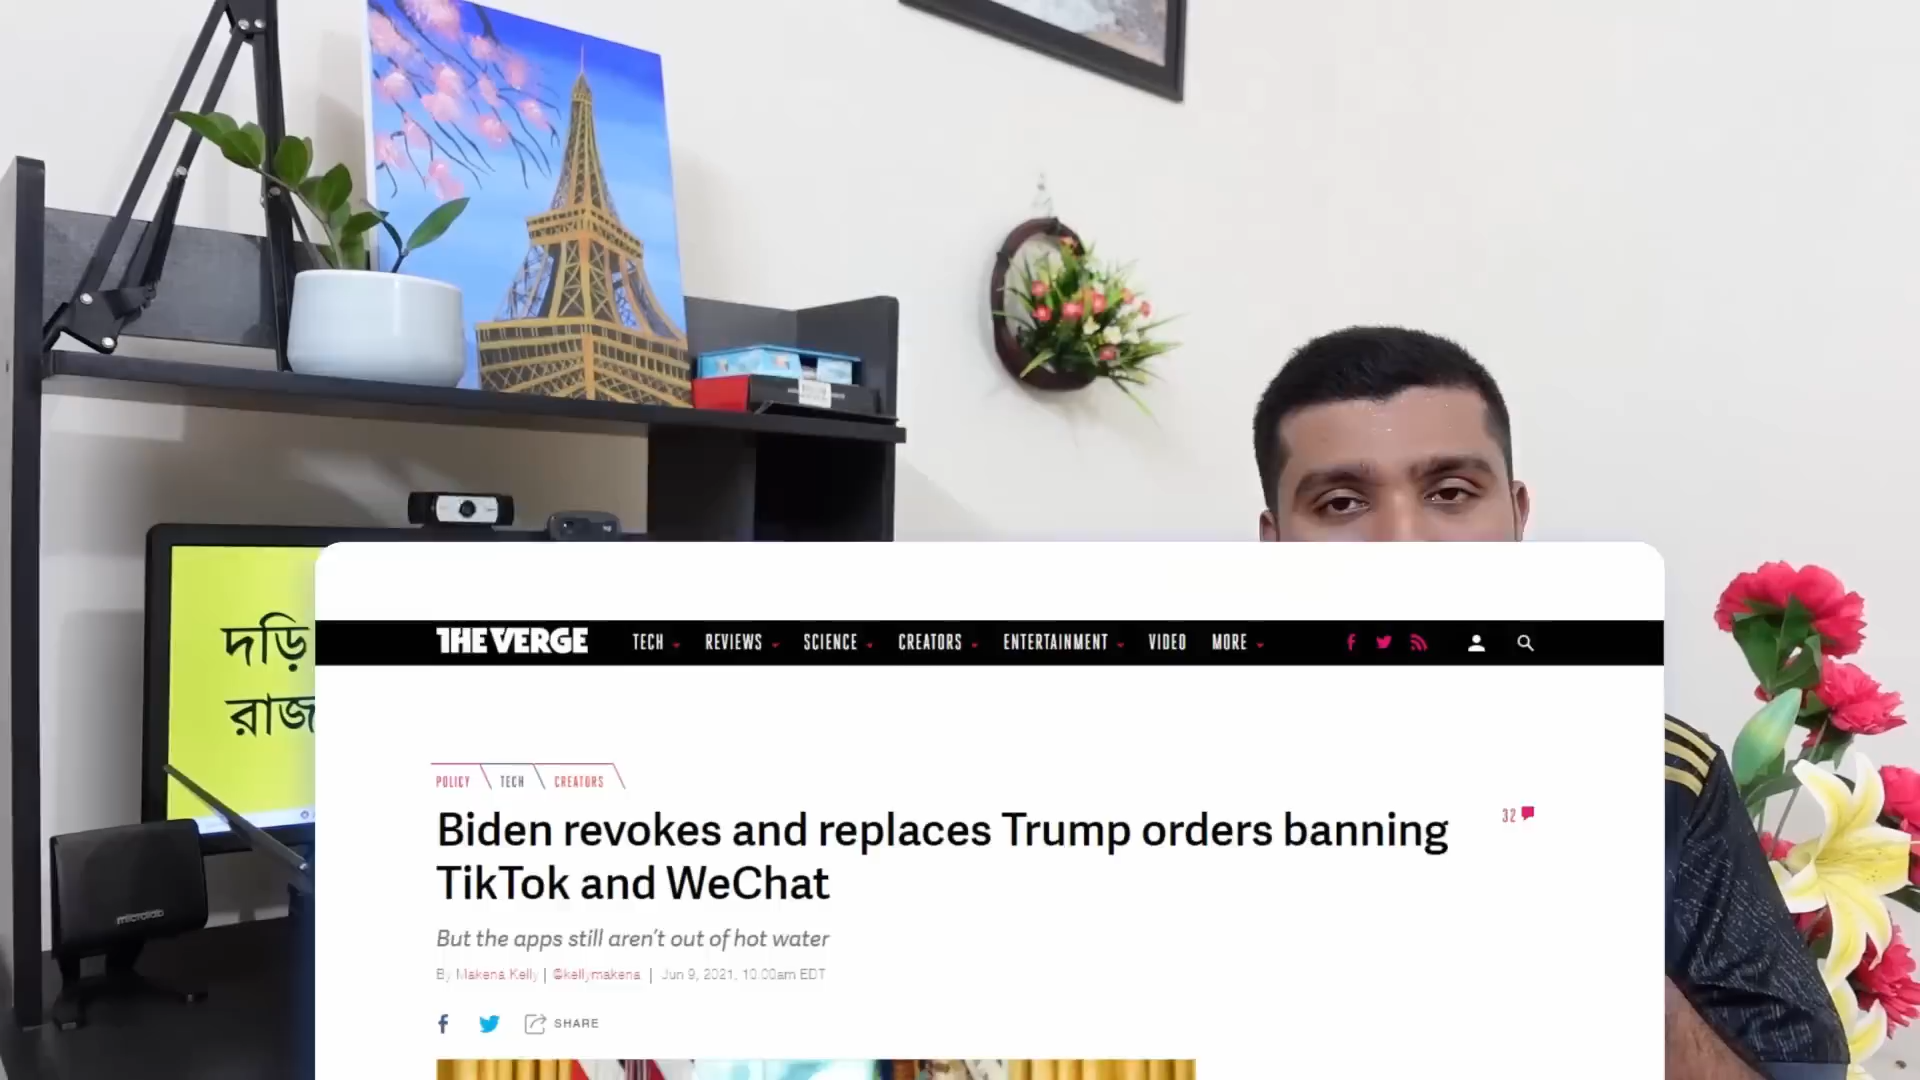 দড়ি
রাজ
THE VERGE TECH REVIEWS SCIENCE CREATORS ENTERTAINMENT VIDEO MORE
POLICY TECH CREATORS
Biden revokes and replaces Trump orders banning
TikTok and WeChat
32
But the apps still aren't out of hot water
By Makena Kelly | @kellymakena | Jun 9, 2021, 10:00am EDT
SHARE
microlab